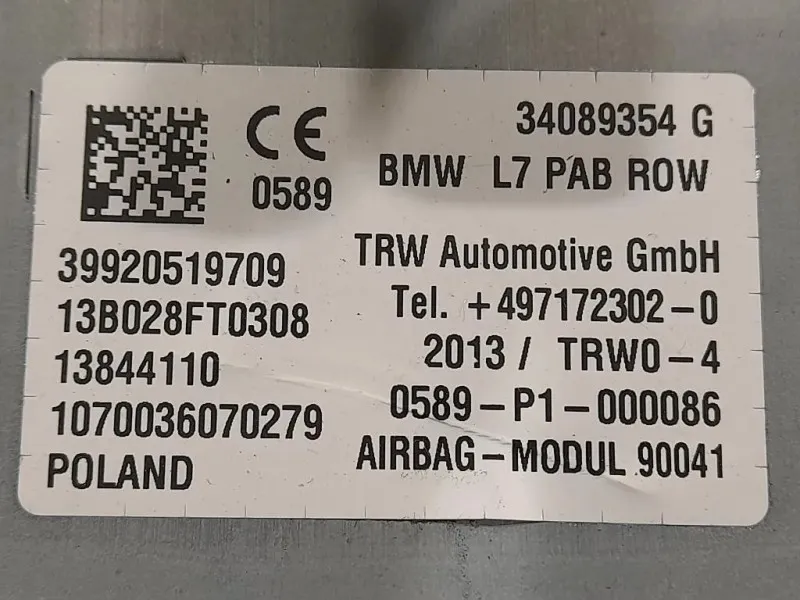 CE
0589
34089354 G
BMW L7 PAB ROW
39920519709
13B028FT0308
13844110
1070036070279
POLAND
TRW Automotive GmbH
Tel. +497172302-0
2013 / TRW0-4
0589-P1-000086
AIRBAG-MODUL 90041